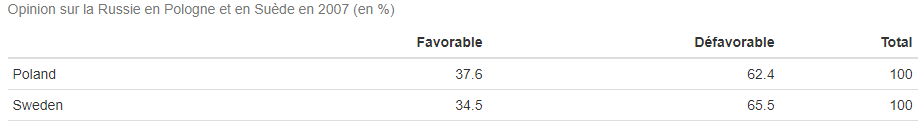 Opinion sur la Russie en Pologne et en Suède en 2007 (en %)
Favorable Défavorable Total
Poland 37.6 62.4 100
Sweden 34.5 65.5 100